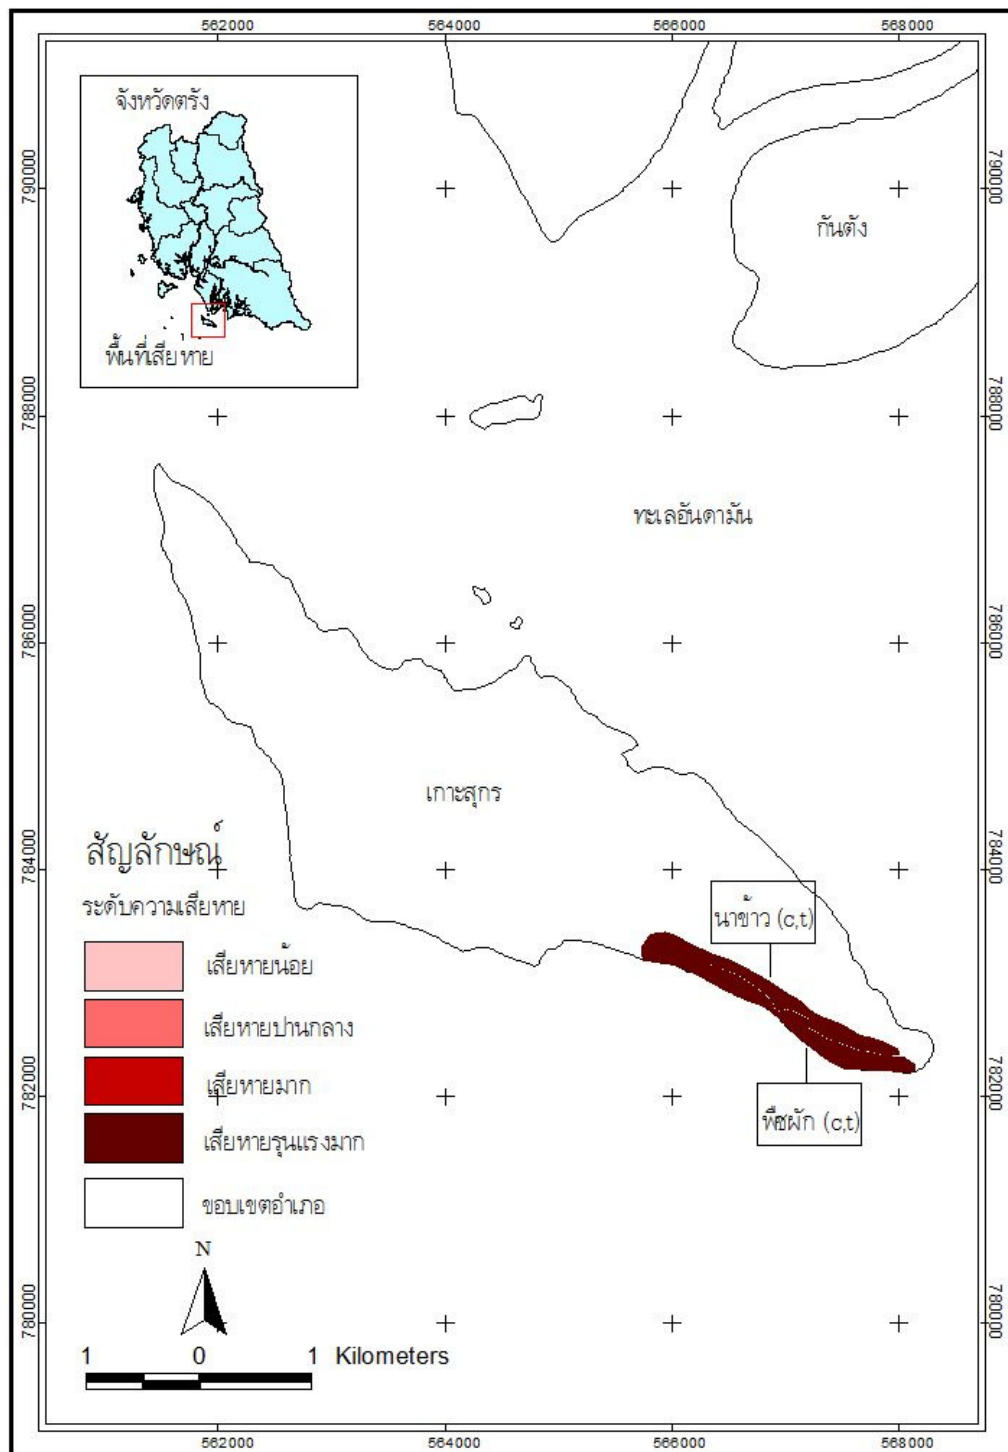 562000 564000 566000 568000
จังหวัดตรัง
พื้นที่เสียหาย
790000 790000
กันตัง
788000 788000
ทะเลอันดามัน
786000 786000
เกาะสุกร
784000 784000
สัญลักษณ์
ระดับความเสียหาย
เสียหายน้อย
เสียหายปานกลาง
เสียหายมาก
เสียหายรุนแรงมาก
ขอบเขตอำเภอ
นาข้าว (c,t)
พืชผัก (c,t)
782000 782000
N
780000 780000
1 0 1 Kilometers
562000 564000 566000 568000